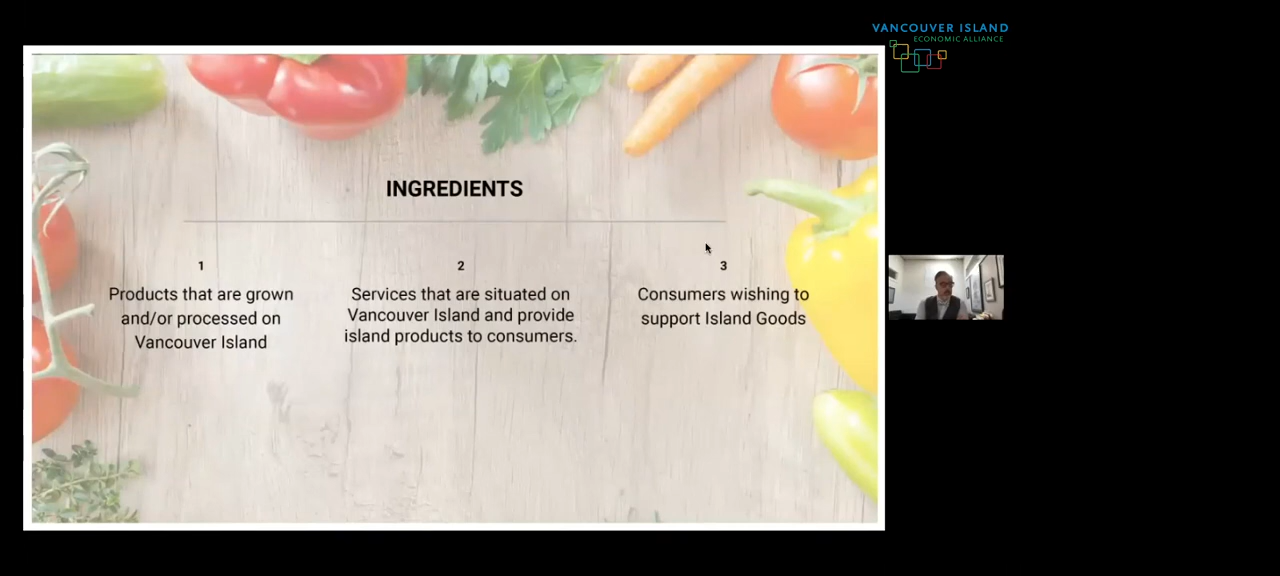 VANCOUVER ISLAND
ECONOMIC ALLIANCE
INGREDIENTS
1
Products that are grown
and/or processed on
Vancouver Island
2
Services that are situated on
Vancouver Island and provide
island products to consumers.
3
Consumers wishing to
support Island Goods